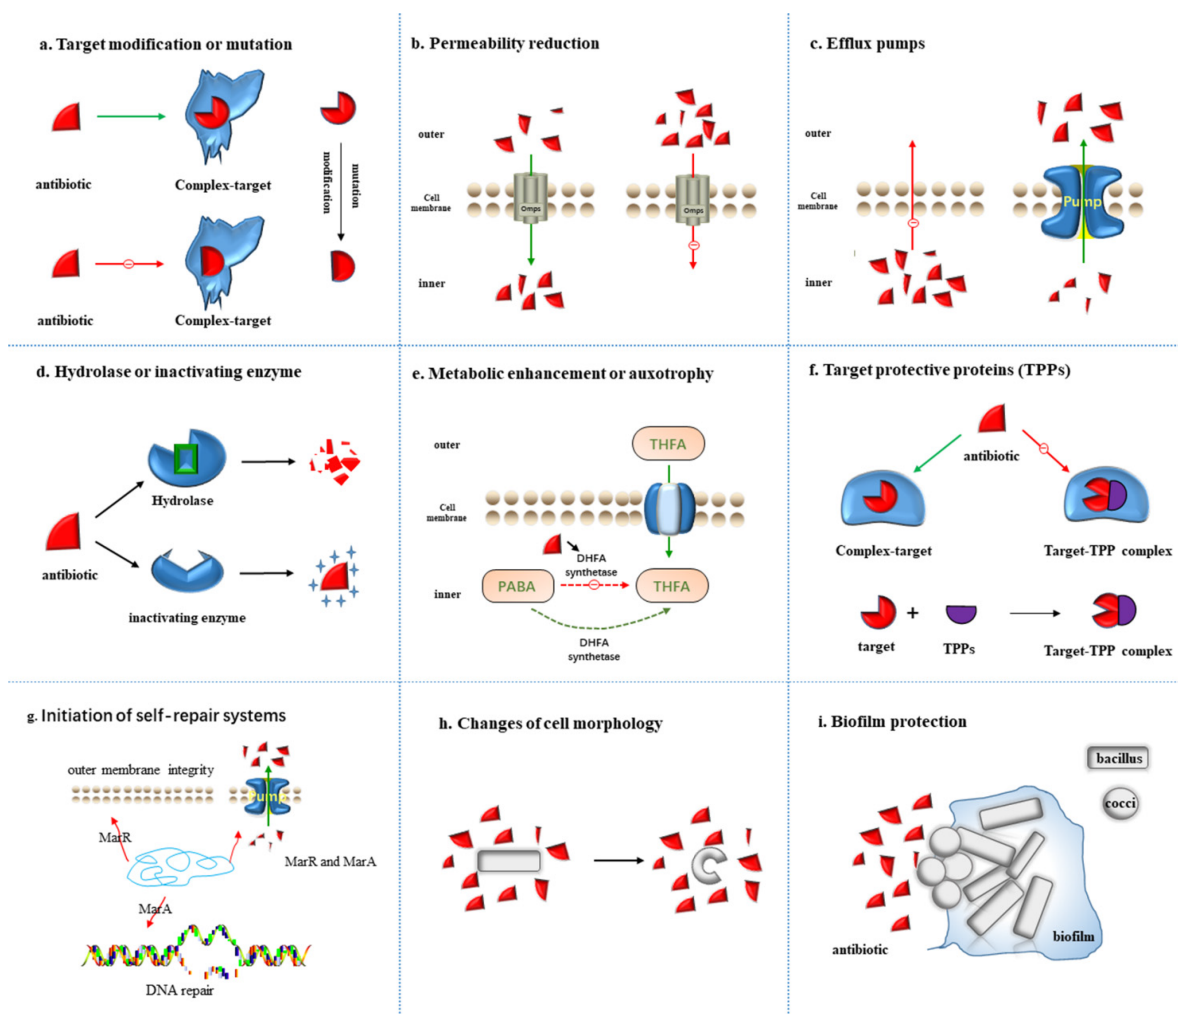 a. Target modification or mutation
antibiotic
Complex-target
mutation
modification
antibiotic
Complex-target
b. Permeability reduction
outer
Cell
membrane
Omps
Omps
inner
c. Efflux pumps
outer
Cell
membrane
Pump
inner
d. Hydrolase or inactivating enzyme
Hydrolase
antibiotic
inactivating enzyme
e. Metabolic enhancement or auxotrophy
outer
THFA
Cell
membrane
DHFA
synthetase
inner
PABA
THFA
DHFA
synthetase
f. Target protective proteins (TPPs)
antibiotic
Complex-target
Target-TPP complex
target
+
TPPs
Target-TPP complex
g. Initiation of self-repair systems
outer membrane integrity
Pump
MarR
MarR and MarA
MarA
DNA repair
h. Changes of cell morphology
i. Biofilm protection
bacillus
cocci
antibiotic
biofilm